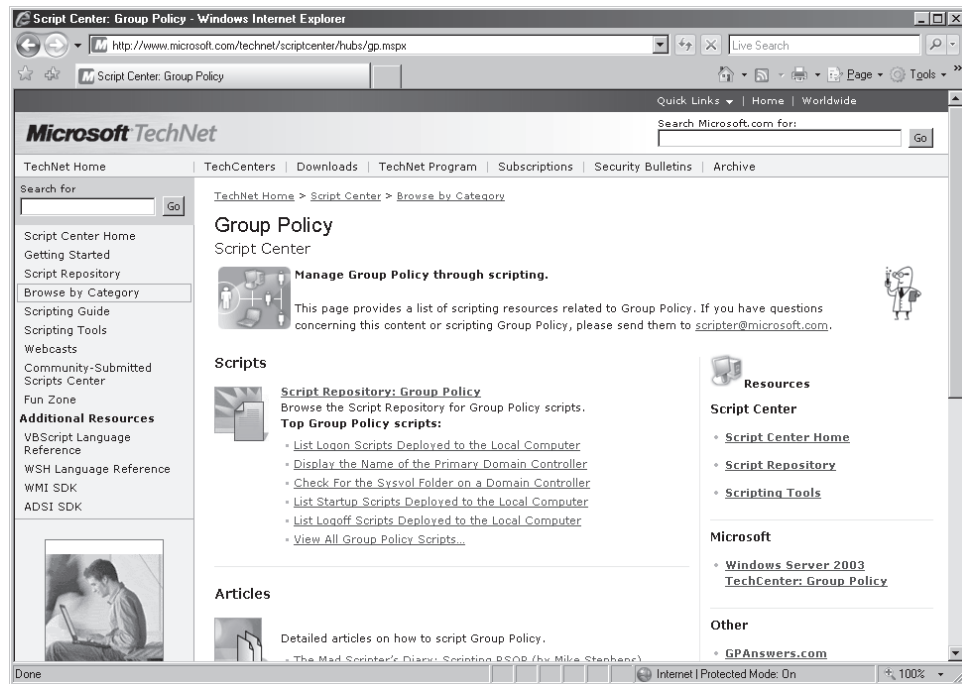 Script Center: Group Policy - Windows Internet Explorer
http://www.microsoft.com/technet/scriptcenter/hubs/gp.mspx
Live Search
Script Center: Group Policy
Page
Tools
Quick Links | Home | Worldwide
Microsoft TechNet
Search Microsoft.com for:
Go
TechNet Home | TechCenters | Downloads | TechNet Program | Subscriptions | Security Bulletins | Archive
Search for
Go
Script Center Home
Getting Started
Script Repository
Browse by Category
Scripting Guide
Scripting Tools
Webcasts
Community-Submitted
Scripts Center
Fun Zone
Additional Resources
VBScript Language
Reference
WSH Language Reference
WMI SDK
ADSI SDK
TechNet Home > Script Center > Browse by Category
Group Policy
Script Center
Manage Group Policy through scripting.
This page provides a list of scripting resources related to Group Policy. If you have questions
concerning this content or scripting Group Policy, please send them to scripter@microsoft.com.
Scripts
Script Repository: Group Policy
Browse the Script Repository for Group Policy scripts.
Top Group Policy scripts:
List Logon Scripts Deployed to the Local Computer
Display the Name of the Primary Domain Controller
Check For the Sysvol Folder on a Domain Controller
List Startup Scripts Deployed to the Local Computer
List Logoff Scripts Deployed to the Local Computer
View All Group Policy Scripts...
Articles
Detailed articles on how to script Group Policy.
The Mad Scripter's Diary: Scripting RSOP (by Mike Stephens)
Resources
Script Center
Script Center Home
Script Repository
Scripting Tools
Microsoft
Windows Server 2003
TechCenter: Group Policy
Other
GPAnswers.com
Done
Internet | Protected Mode: On
100%